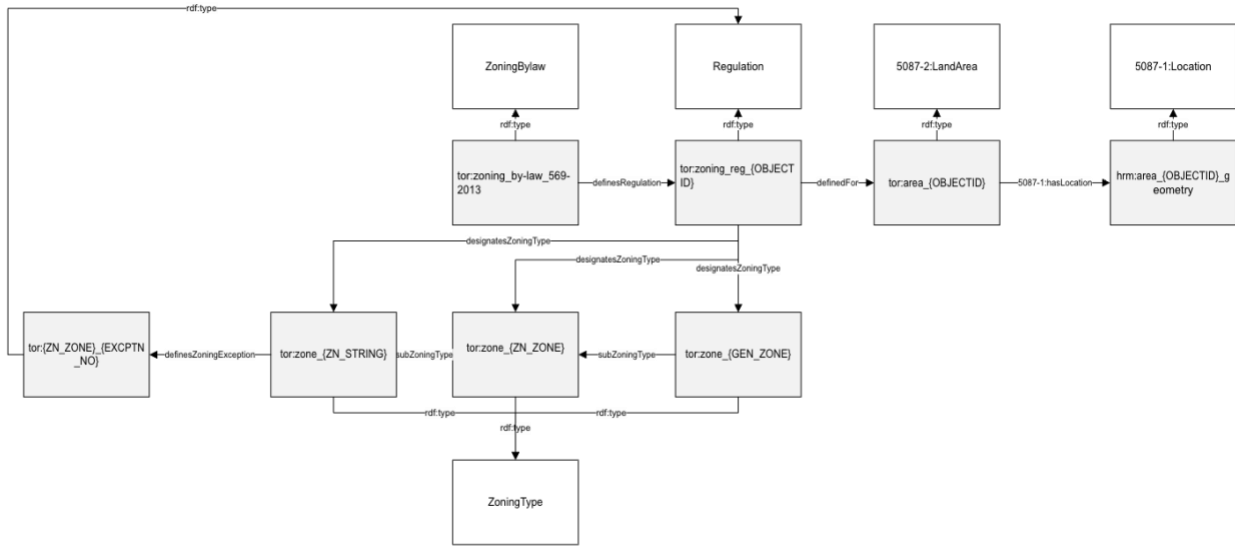 rdf:type
ZoningBylaw
Regulation
5087-2:LandArea
5087-1:Location
rdf:type
rdf:type
rdf:type
rdf:type
tor:zoning_by-law_569-
2013
definesRegulation
tor:zoning_reg_{OBJECT
ID}
definedFor
tor:area_{OBJECTID}
5087-1:hasLocation
hrm:area_{OBJECTID}_g
eometry
designatesZoningType
designatesZoningType
designatesZoningType
tor:{ZN_ZONE}_{EXCPTN
_NO}
definesZoningException
tor:zone_{ZN_STRING}
subZoningType
tor:zone_{ZN_ZONE}
subZoningType
tor:zone_{GEN_ZONE}
rdf:type
rdf:type
rdf:type
ZoningType